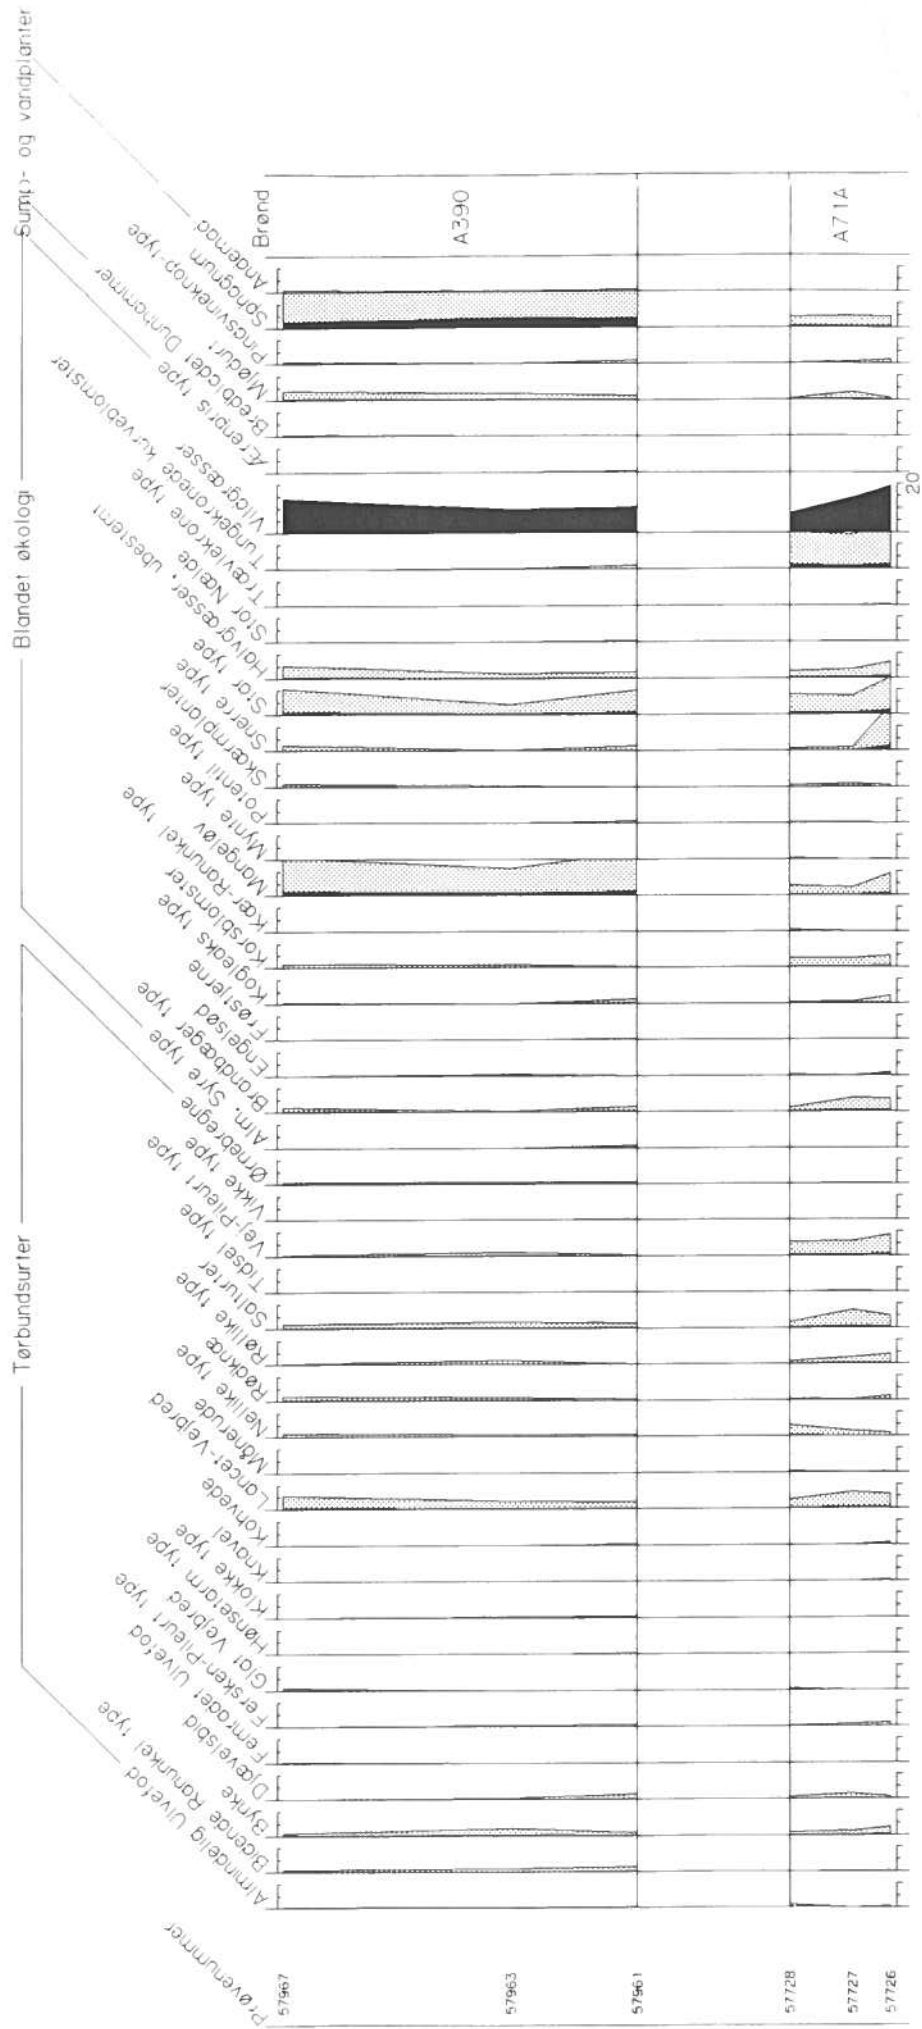 Tørbundsurter
Blandet økologi
Sump- og vandplanter
Prøvenummer
Almindelig Ulvefod
Bidende Ranunkel type
Bynke
Djævelsbid
Femradet Ulvefod
Fersken-Pileurt type
Glat Vejbred
Hønsetarm type
Klokke type
Knavel
Kohvede
Lancet-Vejbred
Månerude
Nellike type
Rødknæ
Røllike type
Salturter
Tidsel type
Vej-Pileurt type
Vikke type
Ørnebregne
Alm. Syre type
Brandbæger type
Engelsød
Frøstjerne
Kogleaks type
Korsblomster
Kær-Ranunkel type
Mangeløv
Mynte type
Potentil type
Skærmplanter
Snerre type
Star type
Halvgræsser, ubestemt
Stor Nælde
Trævlekrone type
Tungekronede kurveblomster
Vildgræsser
Ærenpris type
Bredbladet Dunhammer
Mjødurt
Pindsvineknop-type
Sphagnum
Andemad
Brønd
57967
57963
57961
A390
57728
57727
57726
A71A
20